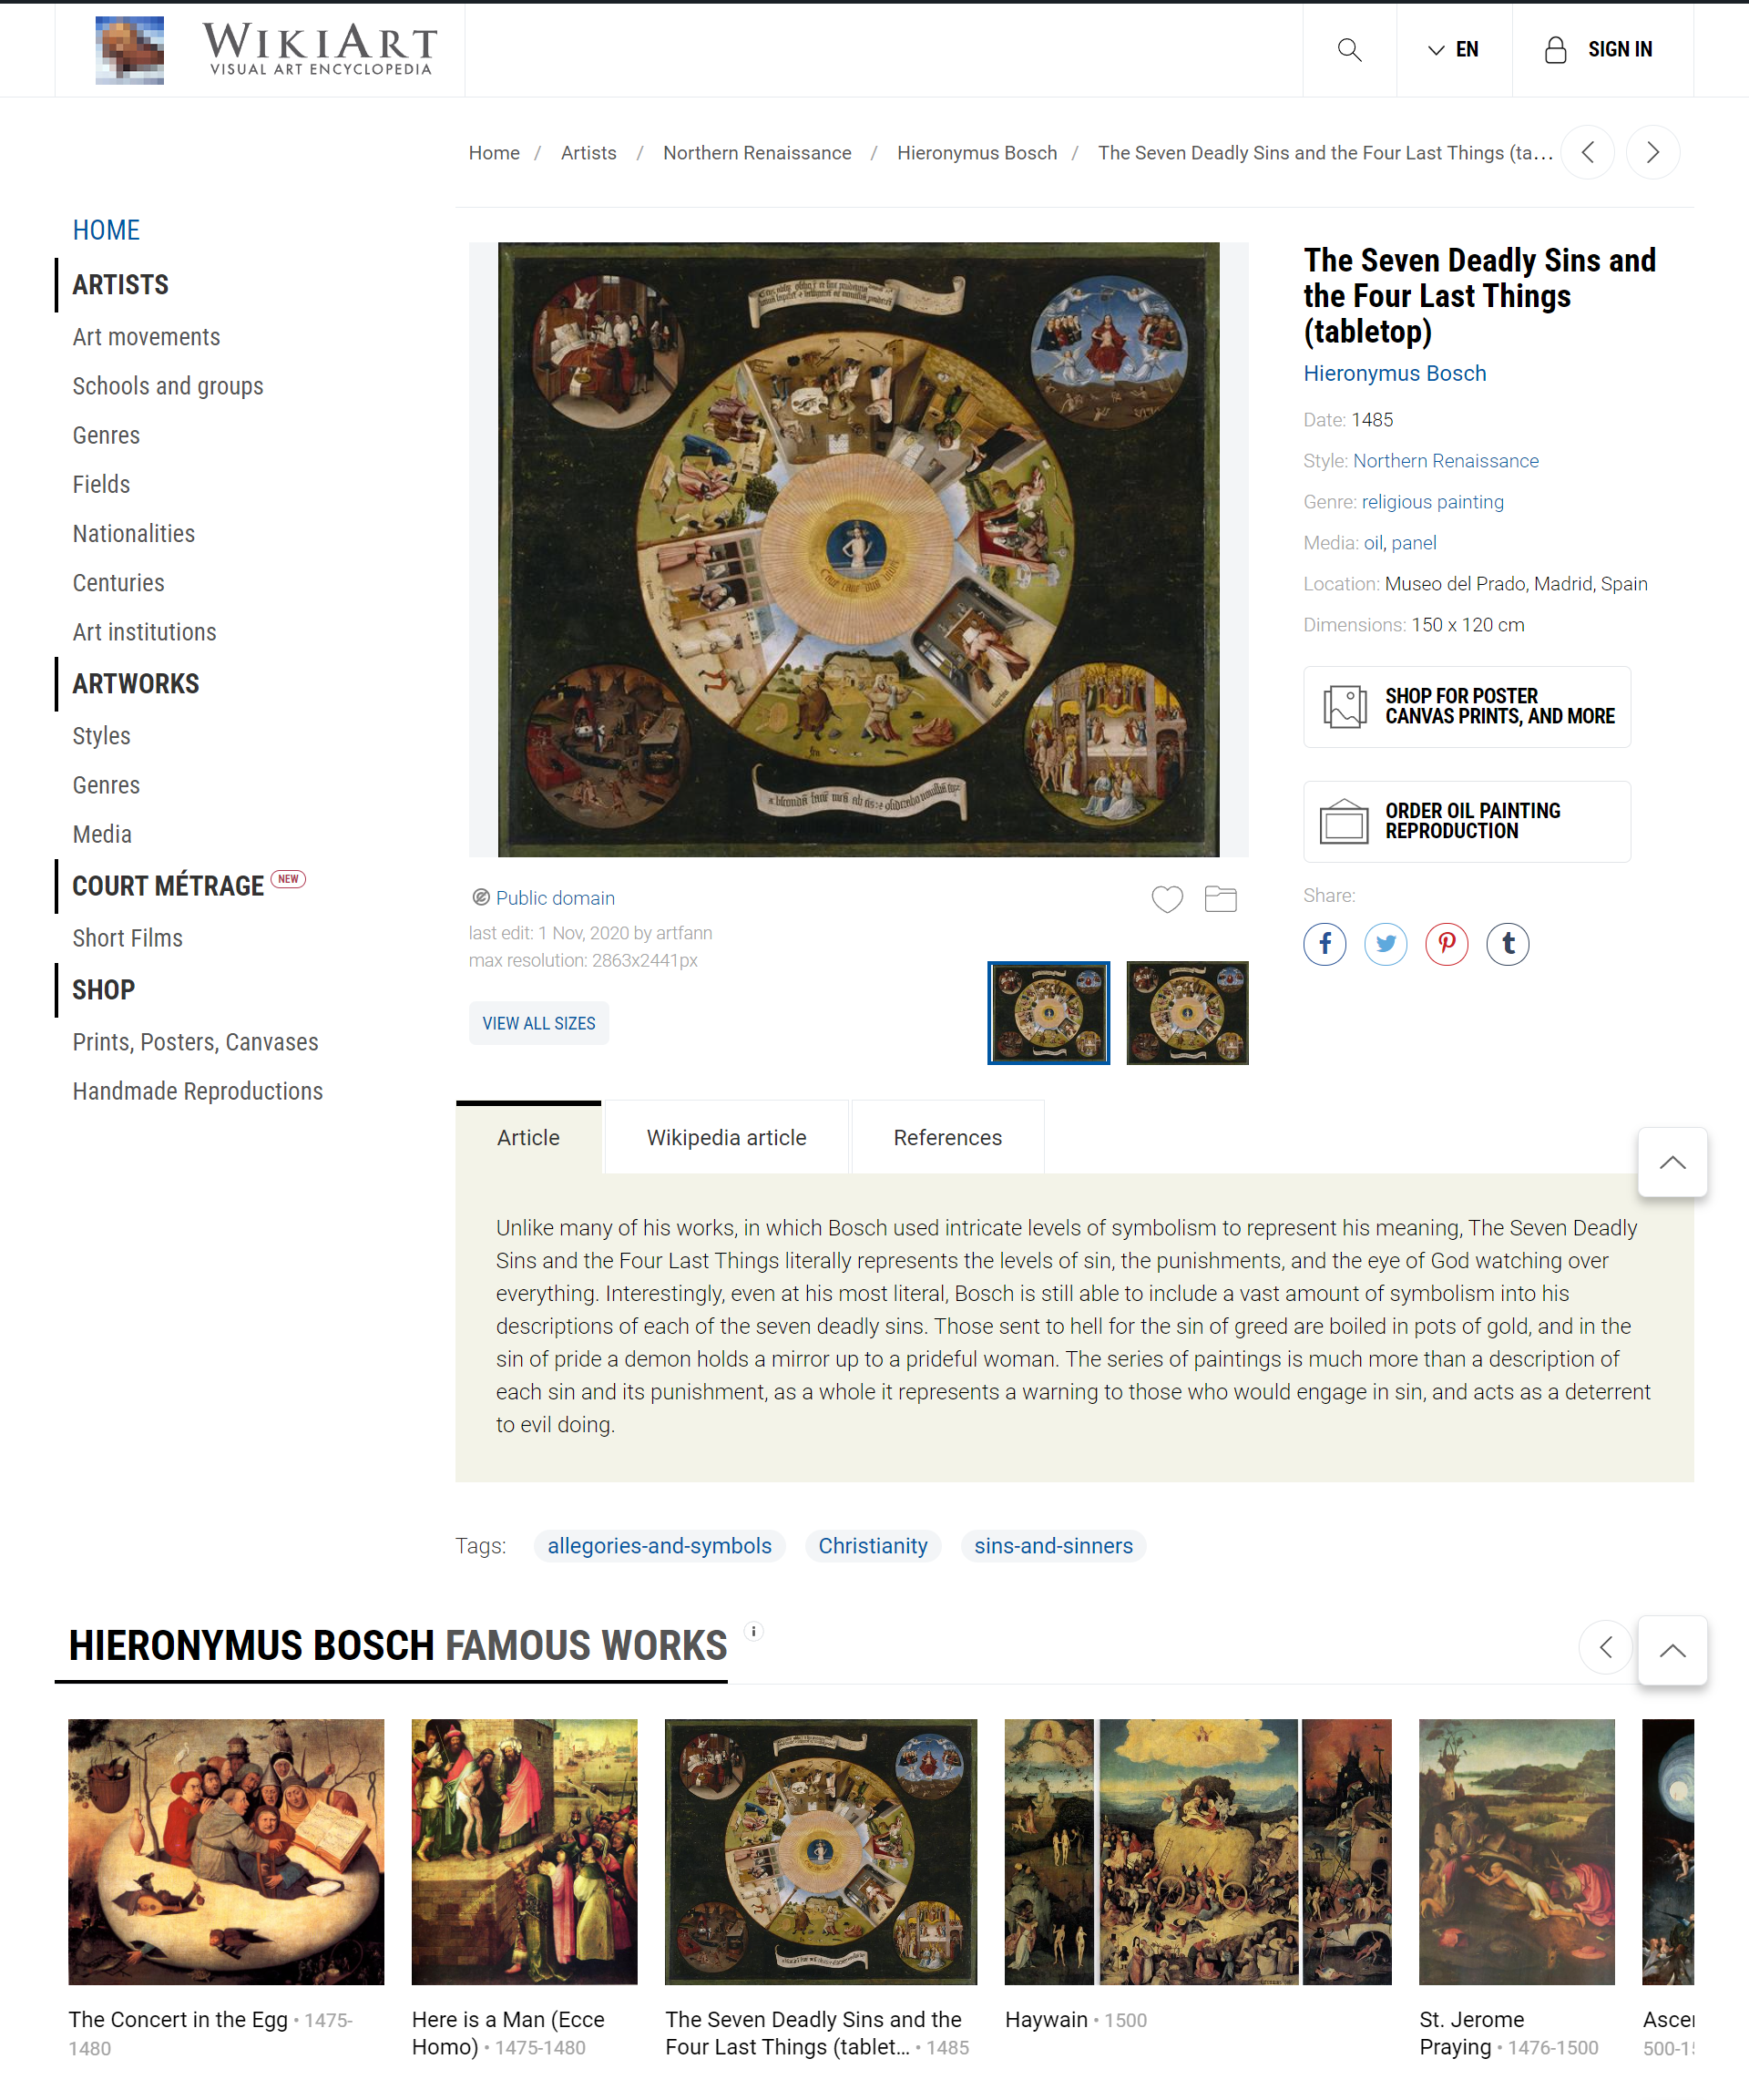 WIKIART
VISUAL ART ENCYCLOPEDIA
EN
SIGN IN
Home / Artists / Northern Renaissance / Hieronymus Bosch / The Seven Deadly Sins and the Four Last Things (ta...
HOME
ARTISTS
Art movements
Schools and groups
Genres
Fields
Nationalities
Centuries
Art institutions
ARTWORKS
Styles
Genres
Media
COURT MÉTRAGE NEW
Short Films
SHOP
Prints, Posters, Canvases
Handmade Reproductions
The Seven Deadly Sins and
the Four Last Things
(tabletop)
Hieronymus Bosch
Date: 1485
Style: Northern Renaissance
Genre: religious painting
Media: oil, panel
Location: Museo del Prado, Madrid, Spain
Dimensions: 150 x 120 cm
SHOP FOR POSTER
CANVAS PRINTS, AND MORE
ORDER OIL PAINTING
REPRODUCTION
Share:
Public domain
last edit: 1 Nov, 2020 by artfann
max resolution: 2863x2441px
VIEW ALL SIZES
Article
Wikipedia article
References
Unlike many of his works, in which Bosch used intricate levels of symbolism to represent his meaning, The Seven Deadly
Sins and the Four Last Things literally represents the levels of sin, the punishments, and the eye of God watching over
everything. Interestingly, even at his most literal, Bosch is still able to include a vast amount of symbolism into his
descriptions of each of the seven deadly sins. Those sent to hell for the sin of greed are boiled in pots of gold, and in the
sin of pride a demon holds a mirror up to a prideful woman. The series of paintings is much more than a description of
each sin and its punishment, as a whole it represents a warning to those who would engage in sin, and acts as a deterrent
to evil doing.
Tags: allegories-and-symbols Christianity sins-and-sinners
HIERONYMUS BOSCH FAMOUS WORKS
The Concert in the Egg • 1475-
1480
Here is a Man (Ecce
Homo) • 1475-1480
The Seven Deadly Sins and the
Four Last Things (tablet... • 1485
Haywain • 1500
St. Jerome
Praying • 1476-1500
Ascer
500-15